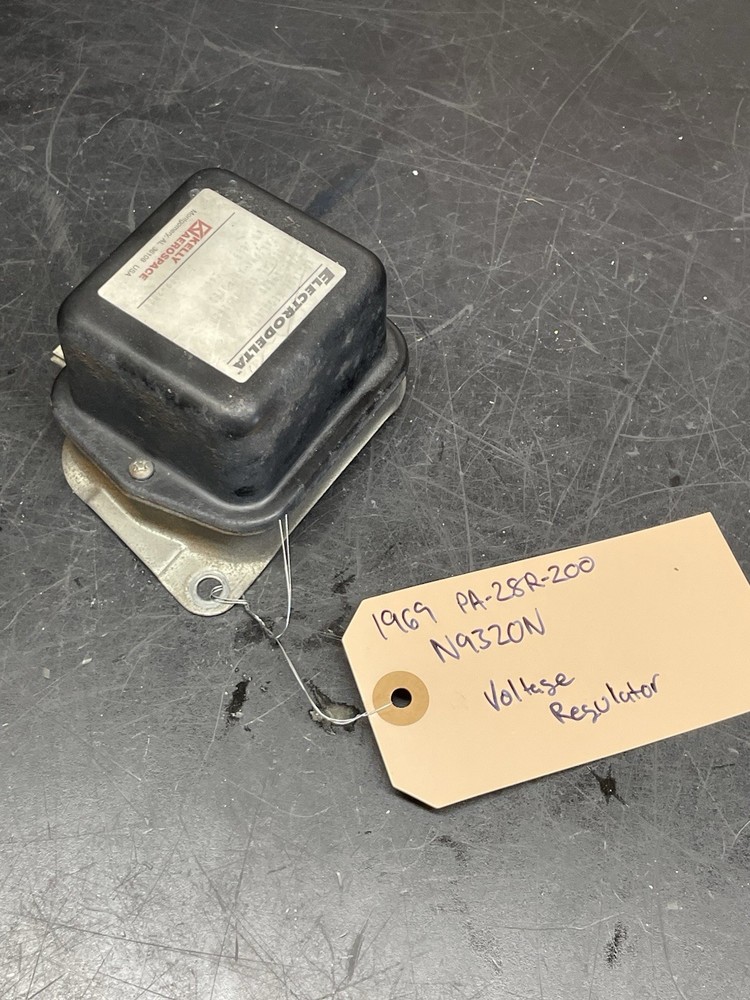 ELECTRODELTA
KELLY
AEROSPACE
Montgomery, AL 36108 USA
1969 PA-28R-200
N9320N
Voltage
Regulator